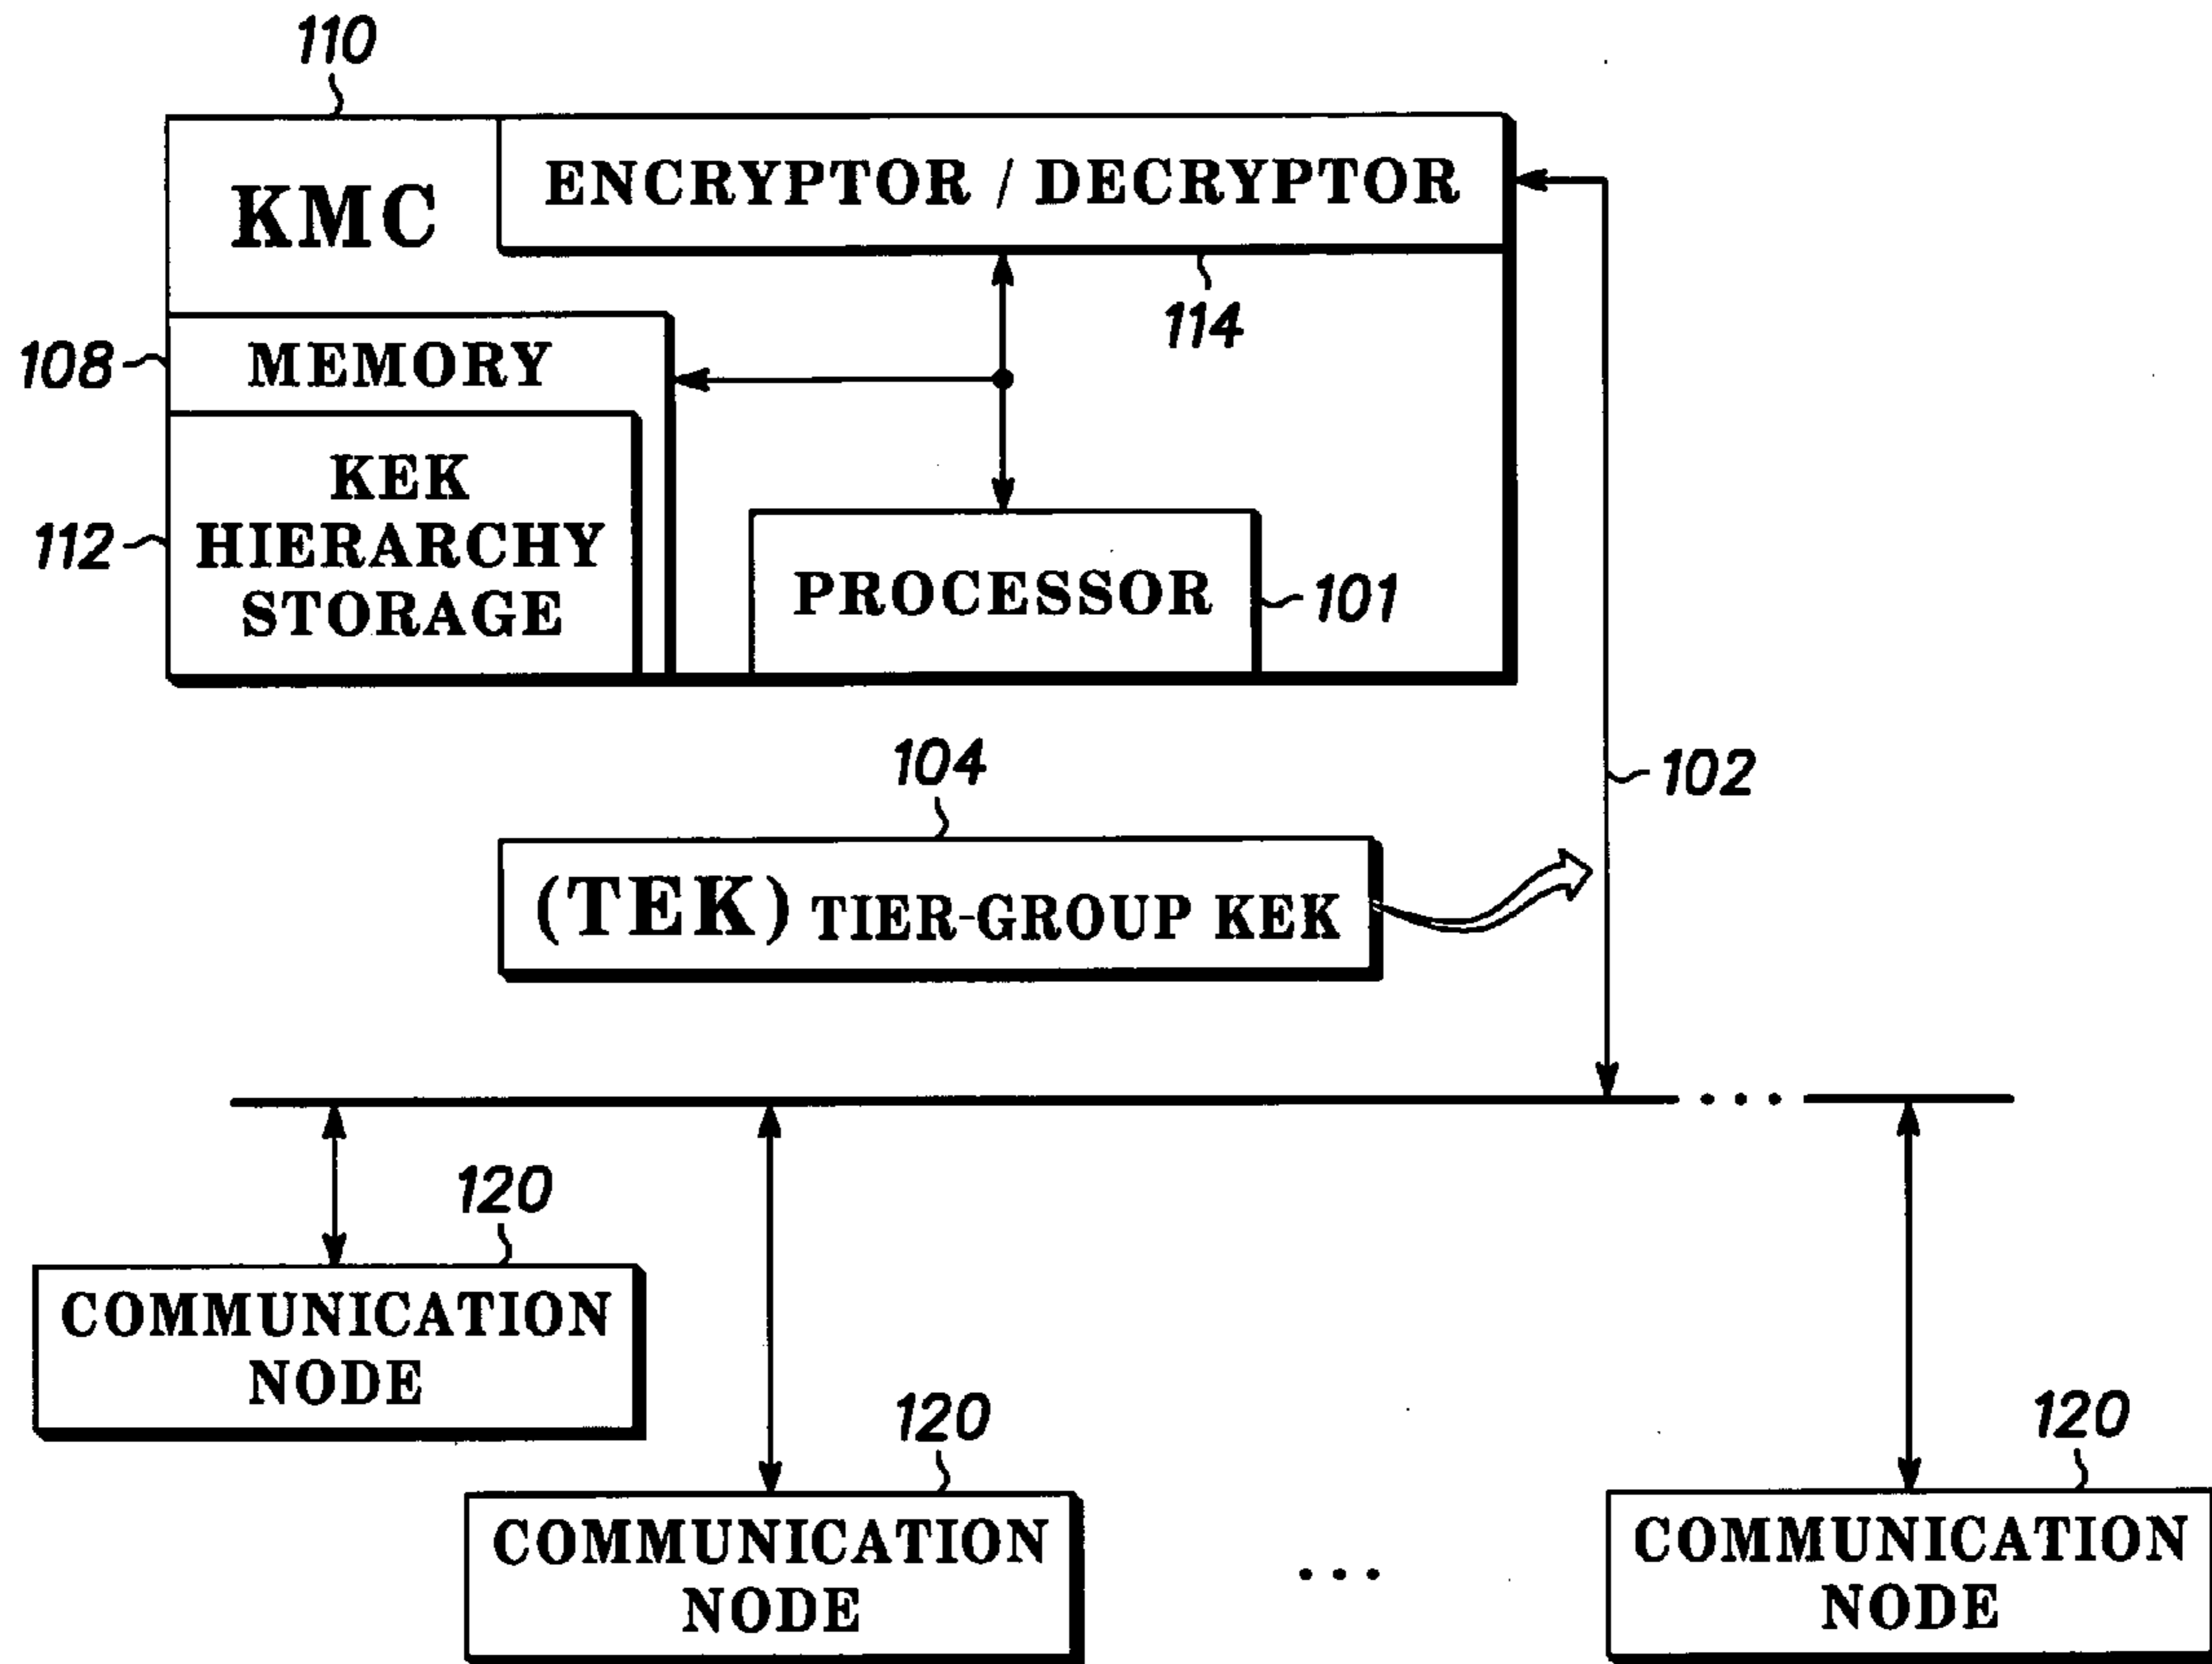 110
KMC
ENCRYPTOR / DECRYPTOR
114
108
MEMORY
112
KEK
HIERARCHY
STORAGE
PROCESSOR
101
102
104
(TEK) TIER-GROUP KEK
120
COMMUNICATION
NODE
120
COMMUNICATION
NODE
...
120
COMMUNICATION
NODE